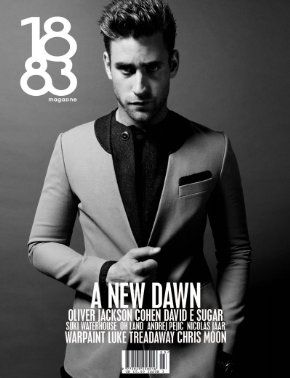 18
83
magazine
A NEW DAWN
OLIVER JACKSON COHEN DAVID E SUGAR
SUKI WATERHOUSE OH LAND ANDREJ PEJIC NICOLAS JAAR
WARPAINT LUKE TREADAWAY CHRIS MOON